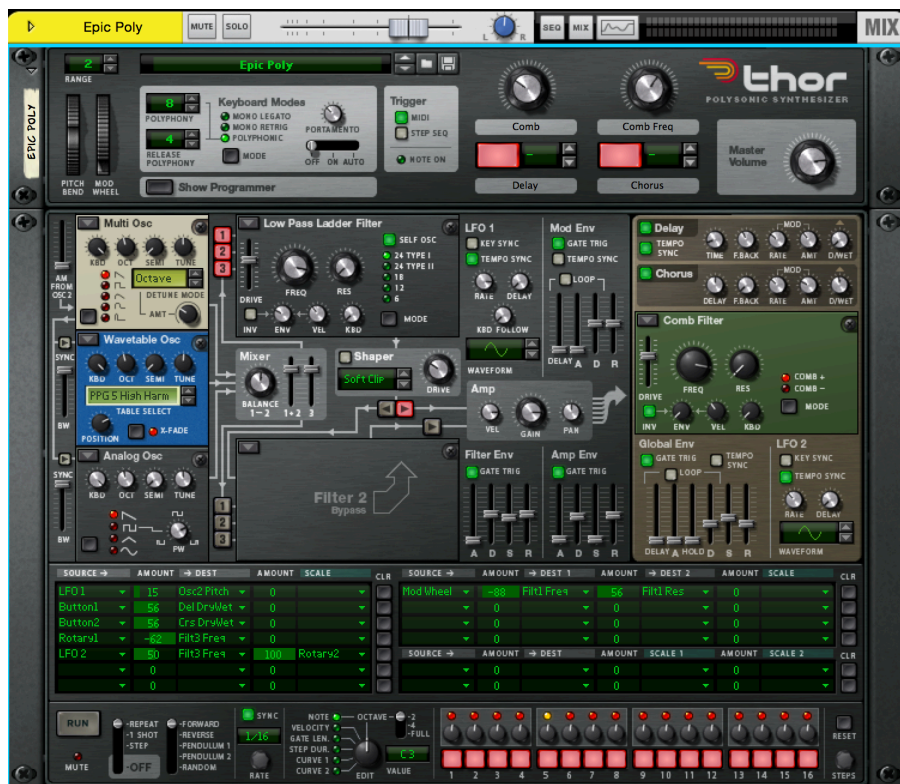 Epic Poly
MUTE
SOLO
L R
SEQ
MIX
MIX
EPIC POLY
2
RANGE
PITCH BEND
MOD WHEEL
Epic Poly
8
POLYPHONY
4
RELEASE POLYPHONY
Keyboard Modes
MONO LEGATO
MONO RETRIG
POLYPHONIC
MODE
PORTAMENTO
OFF ON AUTO
Trigger
MIDI
STEP SEQ
NOTE ON
Show Programmer
Comb
Comb Freq
Delay
Chorus
thor
POLYSONIC SYNTHESIZER
Master Volume
AM FROM OSC 2
SYNC
BW
SYNC
BW
Multi Osc
KBD OCT SEMI TUNE
Octave
DETUNE MODE
AMT
Wavetable Osc
KBD OCT SEMI TUNE
PPG 5 High Harm
TABLE SELECT
POSITION
X-FADE
Analog Osc
KBD OCT SEMI TUNE
PW
1
2
3
1
2
3
Low Pass Ladder Filter
DRIVE
FREQ
RES
INV ENV VEL KBD
SELF OSC
24 TYPE I
24 TYPE II
18
12
6
MODE
Mixer
BALANCE
1–2 1+2 3
Shaper
Soft Clip
DRIVE
Filter 2
Bypass
LFO 1
KEY SYNC
TEMPO SYNC
RATE DELAY
KBD FOLLOW
WAVEFORM
Mod Env
GATE TRIG
LOOP
DELAY A D R
Amp
VEL GAIN PAN
Filter Env
GATE TRIG
A D S R
Amp Env
GATE TRIG
A D S R
Delay
TEMPO SYNC
MOD
TIME F.BACK RATE AMT D/WET
Chorus
MOD
DELAY F.BACK RATE AMT D/WET
Comb Filter
DRIVE
FREQ
RES
COMB +
COMB –
MODE
INV ENV VEL KBD
Global Env
GATE TRIG
TEMPO SYNC
LOOP
DELAY A HOLD D S R
LFO 2
KEY SYNC
TEMPO SYNC
RATE DELAY
WAVEFORM
SOURCE → AMOUNT → DEST AMOUNT SCALE CLR
LFO 1 15 Osc2 Pitch 0
Button1 56 Del DryWet 0
Button2 56 Crs DryWet 0
Rotary1 -62 Filt3 Freq 0
LFO 2 50 Filt3 Freq 100 Rotary2
0 0
0 0
SOURCE → AMOUNT → DEST 1 AMOUNT → DEST 2 AMOUNT SCALE CLR
Mod Wheel -88 Filt1 Freq 56 Filt1 Res 0
0 0 0
0 0 0
0 0 0
SOURCE → AMOUNT → DEST AMOUNT SCALE 1 AMOUNT SCALE 2 CLR
0 0 0
0 0 0
RUN
MUTE
-REPEAT
-1 SHOT
-STEP
-OFF
-FORWARD
-REVERSE
-PENDULUM 1
-PENDULUM 2
-RANDOM
SYNC
1/16
RATE
NOTE
VELOCITY
GATE LEN.
STEP DUR.
CURVE 1
CURVE 2
EDIT
OCTAVE
-2
-4
-FULL
C 3
VALUE
1 2 3 4 5 6 7 8 9 10 11 12 13 14 15 16
RESET
STEPS